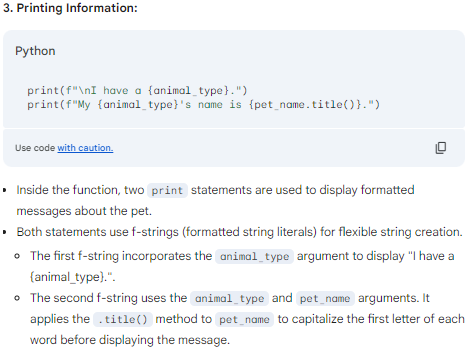 3. Printing Information:
Python
print(f"\nI have a {animal_type}.")
print(f"My {animal_type}'s name is {pet_name.title()}.")
Use code with caution.
• Inside the function, two print statements are used to display formatted
messages about the pet.
• Both statements use f-strings (formatted string literals) for flexible string creation.
○ The first f-string incorporates the animal_type argument to display "I have a
{animal_type}.".
○ The second f-string uses the animal_type and pet_name arguments. It
applies the .title() method to pet_name to capitalize the first letter of each
word before displaying the message.